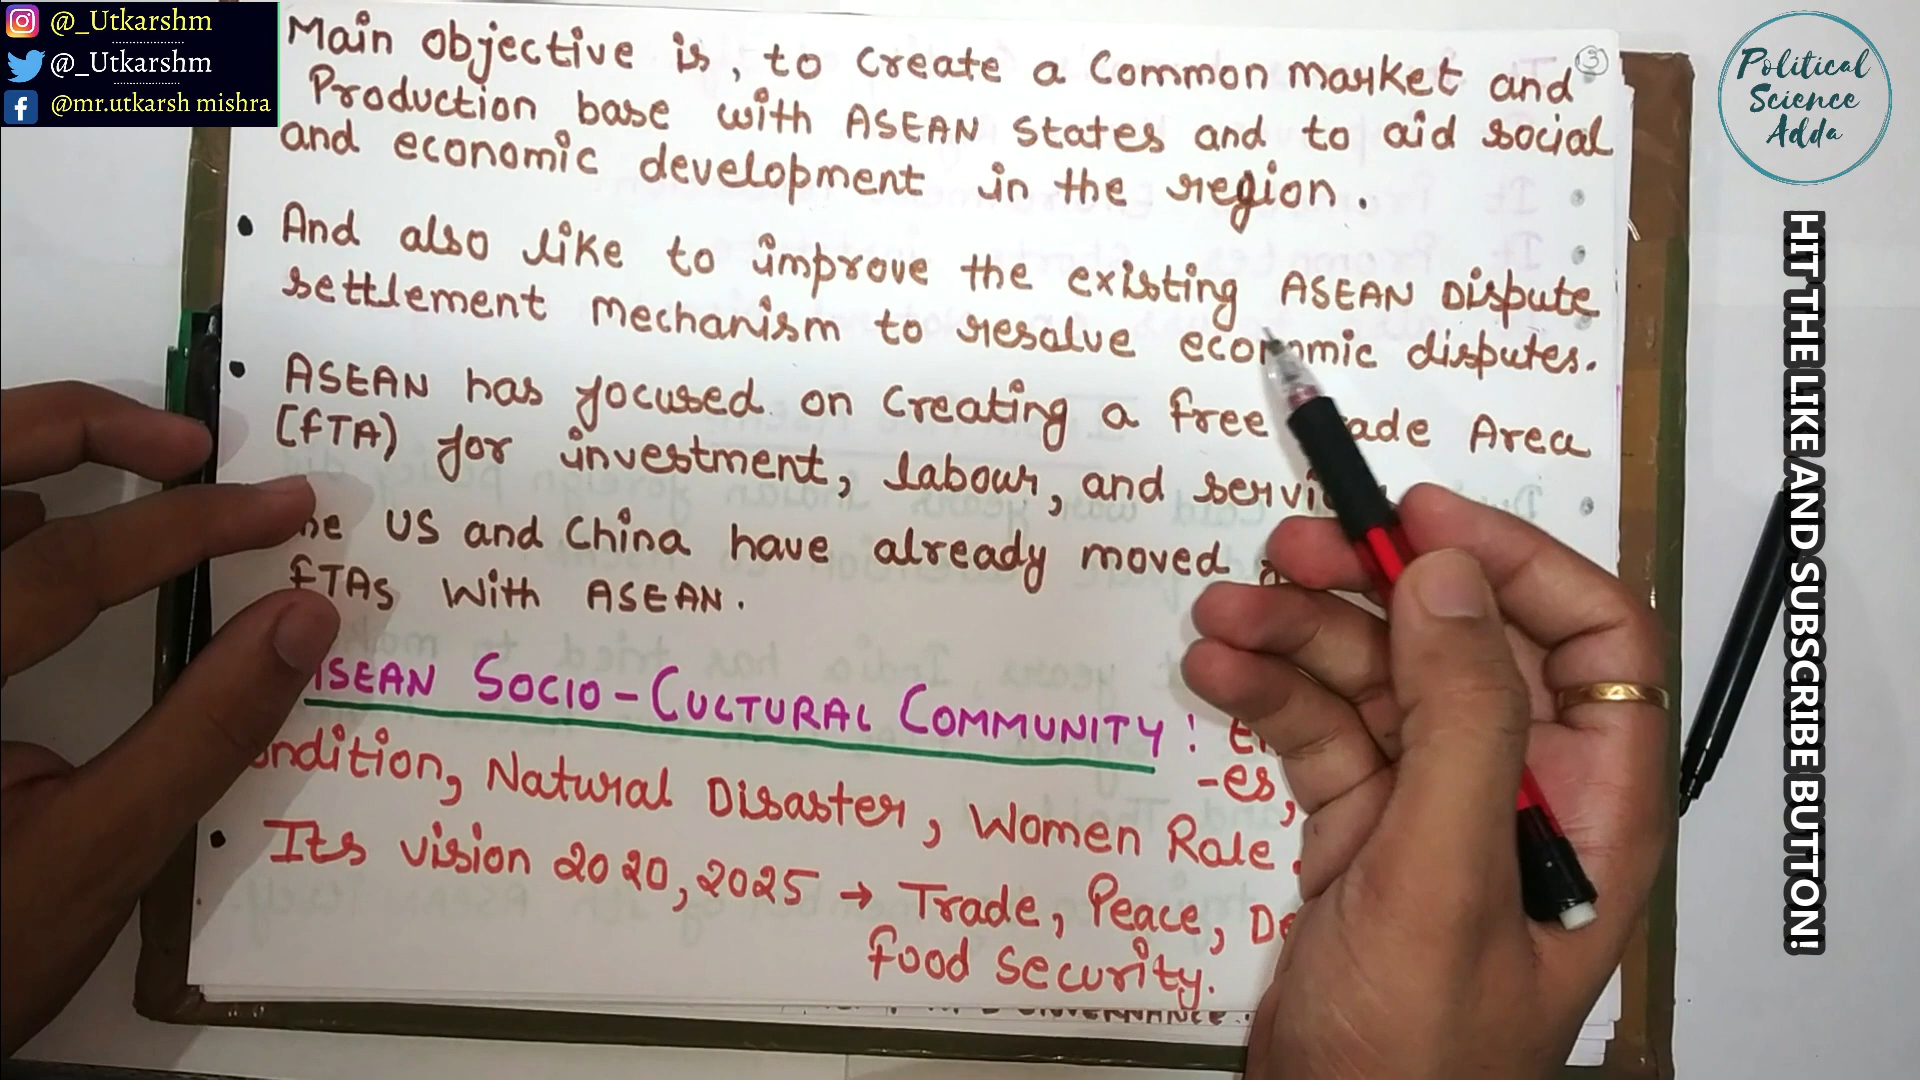 @_Utkarshm
@_Utkarshm
@mr.utkarsh mishra
Political
Science
Adda
HIT THE LIKE AND SUBSCRIBE BUTTON!
3
Main objective is, to create a common market and
Production base with ASEAN states and to aid social
and economic development in the region.
• And also like to improve the existing ASEAN Dispute
settlement mechanism to resolve economic disputes.
• ASEAN has focused on creating a free Area
(FTA) for investment, labour, and
US and China have already moved
FTAs with ASEAN.
ASEAN SOCIO-CULTURAL COMMUNITY:
-es,
Natural Disaster, Women Role.
• Its vision 2020, 2025 → Trade, Peace,
food security.